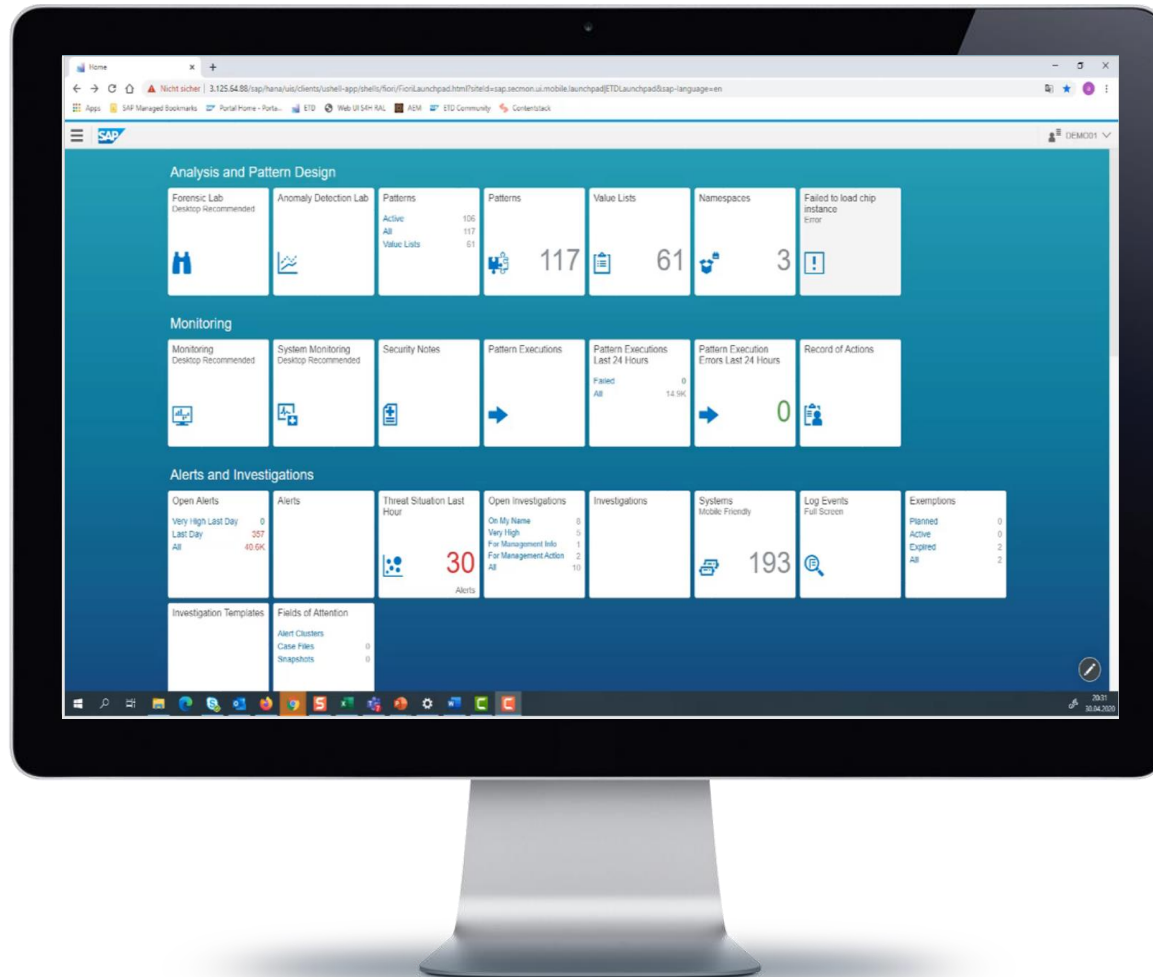 Home
Nicht sicher | 3.125.64.88/sap/hana/uis/clients/ushell-app/shells/fiori/FioriLaunchpad.html?siteId=sap.secmon.ui.mobile.launchpad|ETDLaunchpad&sap-language=en
Apps SAP Managed Bookmarks Portal Home - Porta... ETD Web UI S4H KAL AEM ETD Community Contentstack
SAP DEMO01
Analysis and Pattern Design
Forensic Lab
Desktop Recommended
Anomaly Detection Lab
Patterns
Active 106
All 117
Value Lists 61
Patterns
117
Value Lists
61
Namespaces
3
Failed to load chip
instance
Error
Monitoring
Monitoring
Desktop Recommended
System Monitoring
Desktop Recommended
Security Notes
Pattern Executions
Pattern Executions
Last 24 Hours
Failed 0
All 14.9K
Pattern Execution
Errors Last 24 Hours
0
Record of Actions
Alerts and Investigations
Open Alerts
Very High Last Day 0
Last Day 357
All 40.6K
Alerts
Threat Situation Last
Hour
30
Alerts
Open Investigations
On My Name 6
Very High 5
For Management Info 1
For Management Action 2
All 10
Investigations
Systems
Mobile Friendly
193
Log Events
Full Screen
Exemptions
Planned 0
Active 0
Expired 2
All 2
Investigation Templates
Fields of Attention
Alert Clusters
Case Files 0
Snapshots 0
20:31
30.04.2020